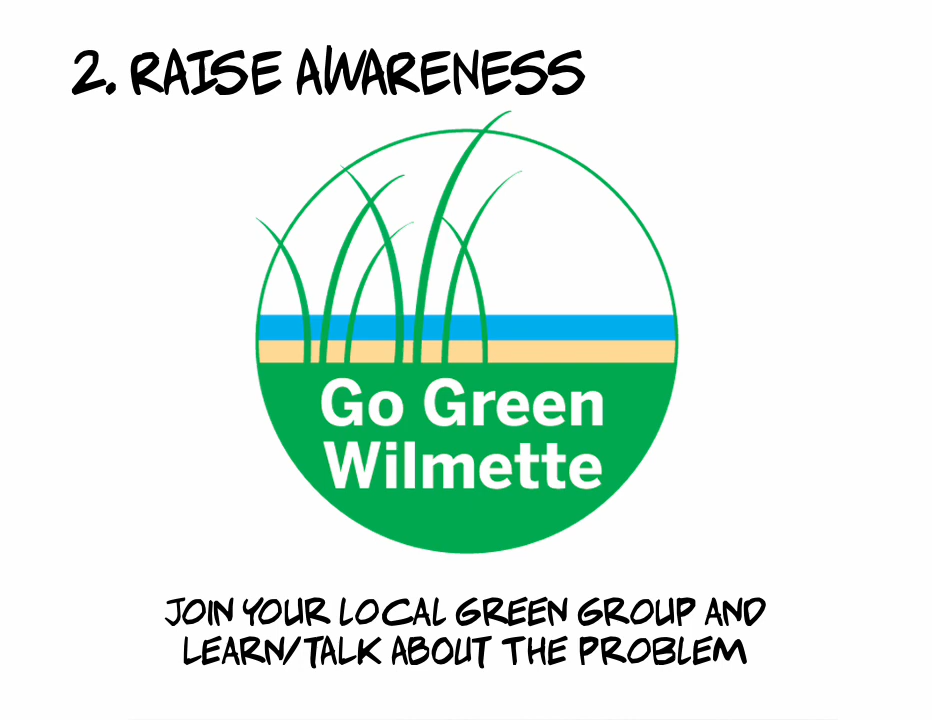 2. RAISE AWARENESS
Go Green
Wilmette
JOIN YOUR LOCAL GREEN GROUP AND
LEARN/TALK ABOUT THE PROBLEM